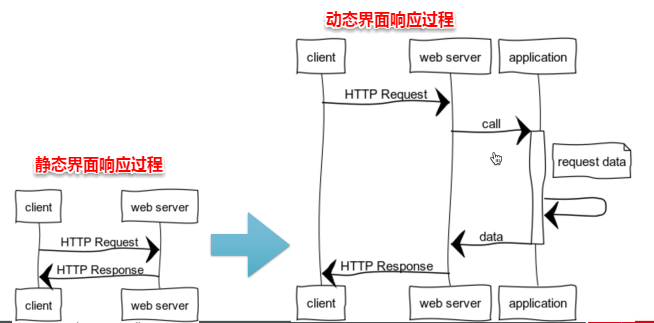 动态界面响应过程
client
web server
application
HTTP Request
call
request data
data
HTTP Response
client
web server
application
静态界面响应过程
client
web server
HTTP Request
HTTP Response
client
web server